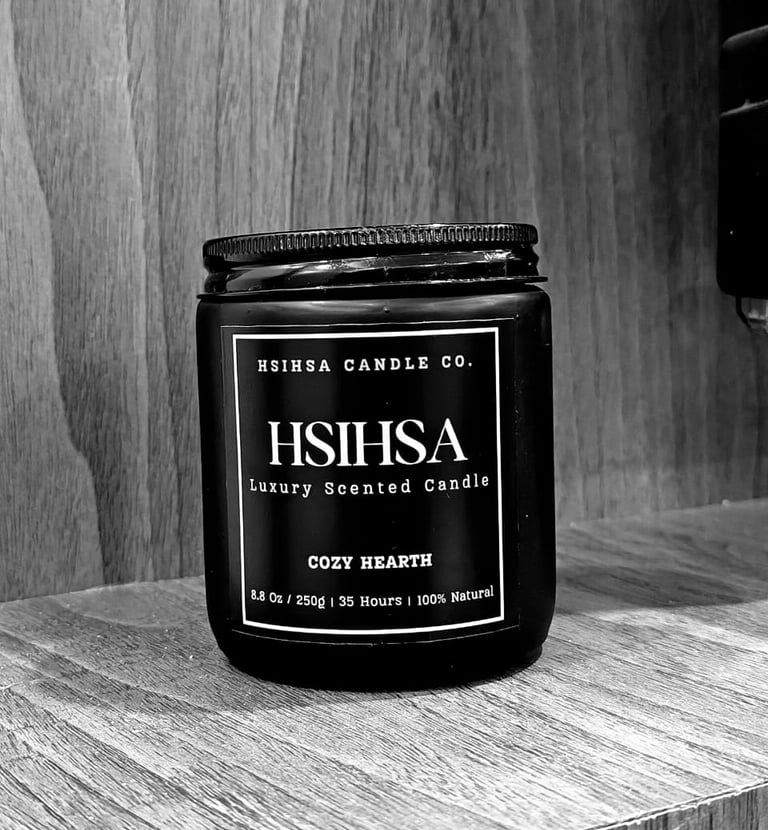 HSIHSA CANDLE CO.
HSIHSA
Luxury Scented Candle
COZY HEARTH
8.8 Oz / 250g | 35 Hours | 100% Natural